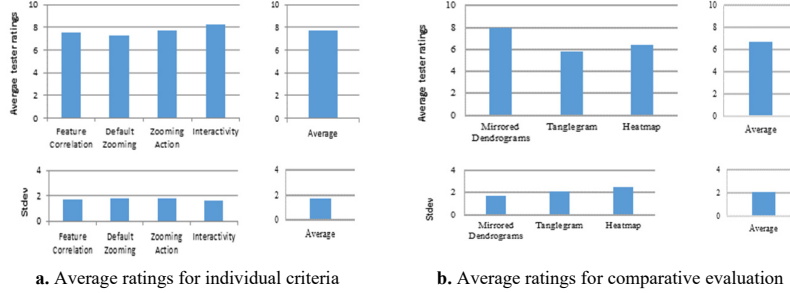 Avergae tester ratings
10
8
6
4
2
0
Feature Correlation
Default Zooming
Zooming Action
Interactivity
10
8
6
4
2
0
Average
Stdev
4
2
0
Feature Correlation
Default Zooming
Zooming Action
Interactivity
4
2
0
Average
a. Average ratings for individual criteria
Average tester ratings
10
8
6
4
2
0
Mirrored Dendrograms
Tanglegram
Heatmap
10
8
6
4
2
0
Average
Stdev
4
2
0
Mirrored Dendrograms
Tanglegram
Heatmap
4
2
0
Average
b. Average ratings for comparative evaluation